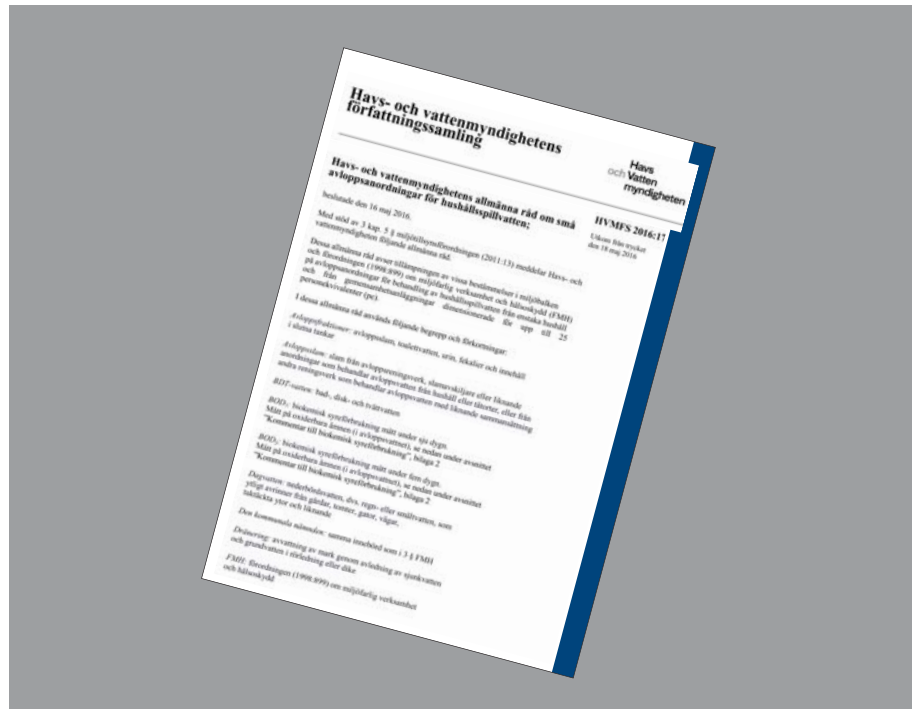 Havs- och vattenmyndighetens
författningssamling
Havs
och Vatten
myndigheten
Havs- och vattenmyndighetens allmänna råd om små
avloppsanordningar för hushållsspillvatten;
HVMFS 2016:17
Utkom från trycket
den 18 maj 2016
beslutade den 16 maj 2016.
Med stöd av 3 kap. 5 § miljötillsynsförordningen (2011:13) meddelar Havs- och
vattenmyndigheten följande allmänna råd.
Dessa allmänna råd avser tillämpningen av vissa bestämmelser i miljöbalken
och förordningen (1998:899) om miljöfarlig verksamhet och hälsoskydd (FMH)
på avloppsanordningar för behandling av hushållsspillvatten från enstaka hushåll
och från gemensamhetsanläggningar dimensionerade för upp till 25
personekvivalenter (pe).
I dessa allmänna råd används följande begrepp och förkortningar:
Avloppsfraktioner: avloppsslam, toalettvatten, urin, fekalier och innehåll
i slutna tankar
Avloppsslam: slam från avloppsreningsverk, slamavskiljare eller liknande
anordningar som behandlar avloppsvatten från hushåll eller tätorter, eller från
andra reningsverk som behandlar avloppsvatten med liknande sammansättning
BDT-vatten: bad-, disk- och tvättvatten
BOD₇: biokemisk syreförbrukning mätt under sju dygn.
Mått på oxiderbara ämnen (i avloppsvattnet), se nedan under avsnittet
"Kommentar till biokemisk syreförbrukning", bilaga 2
BOD₅: biokemisk syreförbrukning mätt under fem dygn.
Mått på oxiderbara ämnen (i avloppsvattnet), se nedan under avsnittet
"Kommentar till biokemisk syreförbrukning", bilaga 2
Dagvatten: nederbördsvatten, dvs. regn- eller smältvatten, som
ytligt avrinner från gårdar, tomter, gator, vägar,
taktäckta ytor och liknande
Den kommunala nämnden: samma innebörd som i 3 § FMH
Dränering: avvattning av mark genom avledning av sjunkvatten
och grundvatten i rörledning eller dike
FMH: förordningen (1998:899) om miljöfarlig verksamhet
och hälsoskydd